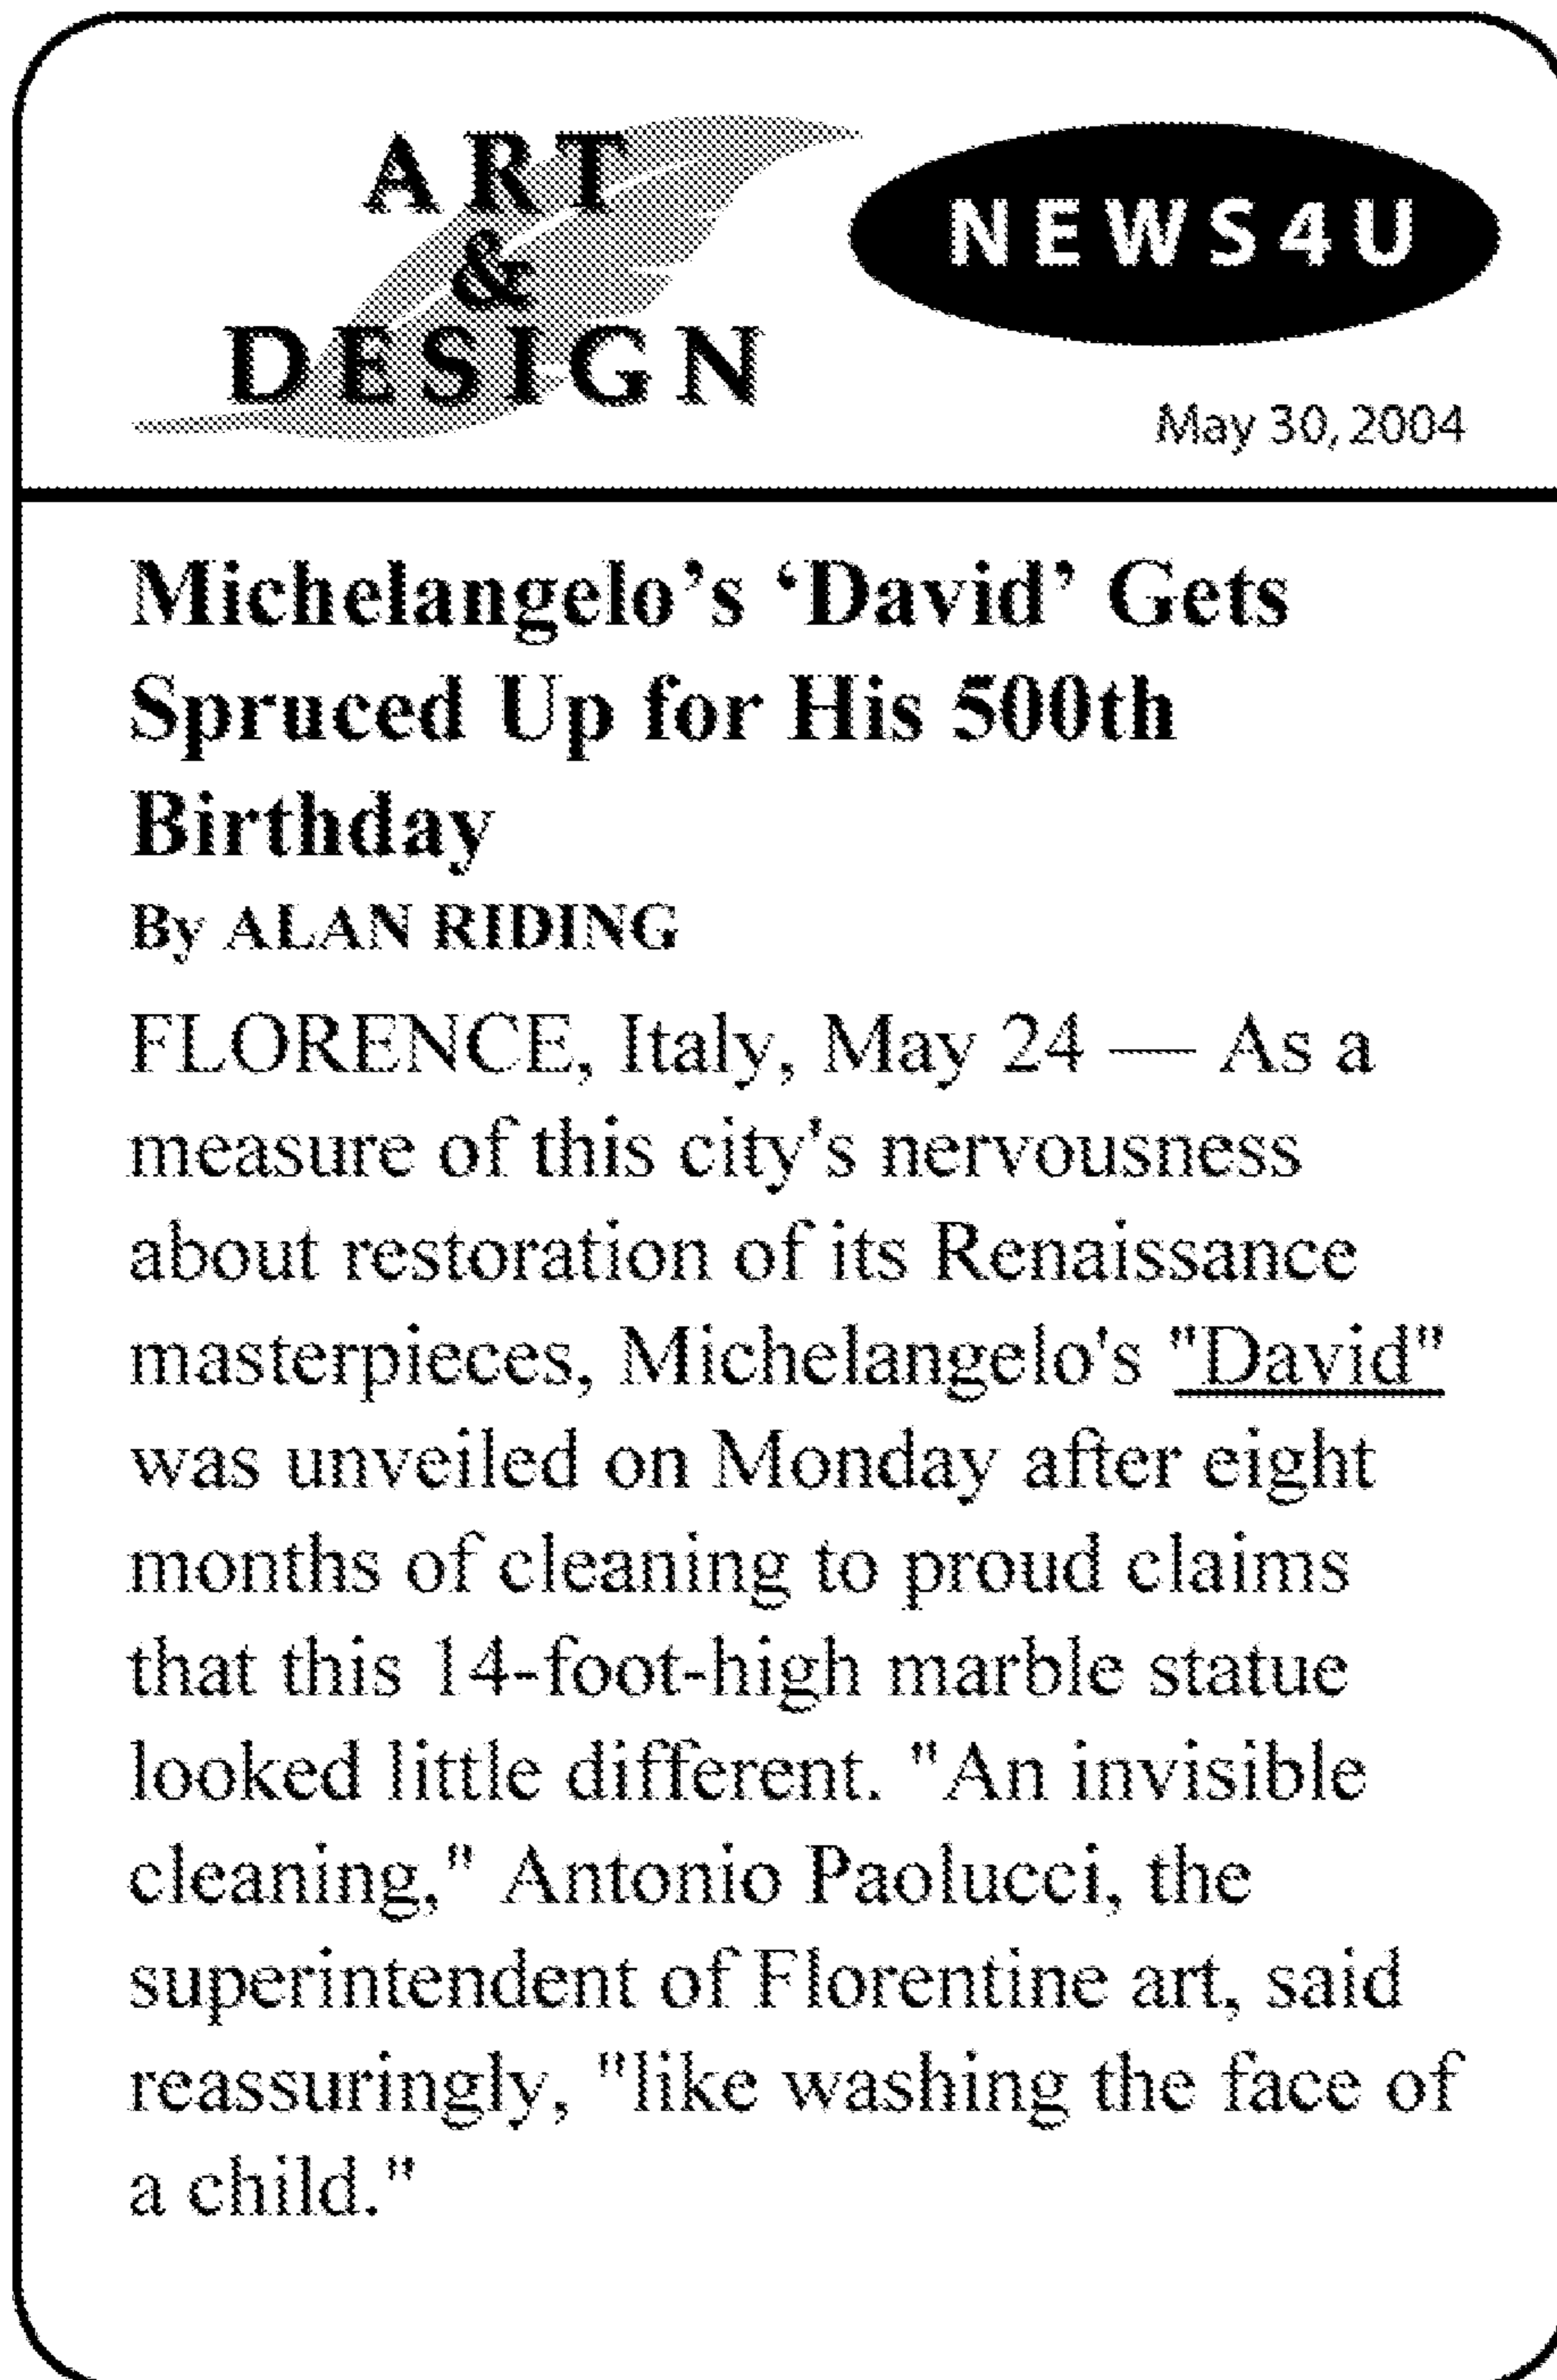 ART
&
DESIGN
NEWS4U
May 30, 2004
Michelangelo’s ‘David’ Gets
Spruced Up for His 500th
Birthday
By ALAN RIDING
FLORENCE, Italy, May 24 — As a
measure of this city's nervousness
about restoration of its Renaissance
masterpieces, Michelangelo's "David"
was unveiled on Monday after eight
months of cleaning to proud claims
that this 14-foot-high marble statue
looked little different. "An invisible
cleaning," Antonio Paolucci, the
superintendent of Florentine art, said
reassuringly, "like washing the face of
a child."